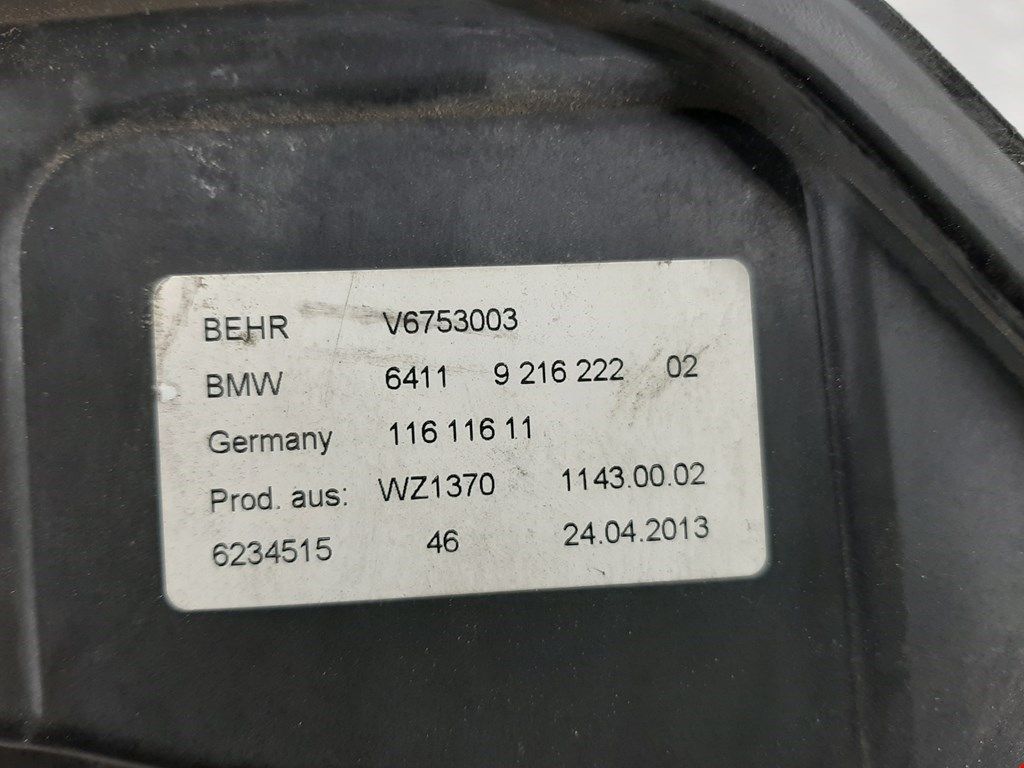 BEHR V6753003
BMW 6411 9 216 222 02
Germany 116 116 11
Prod. aus: WZ1370 1143.00.02
6234515 46 24.04.2013